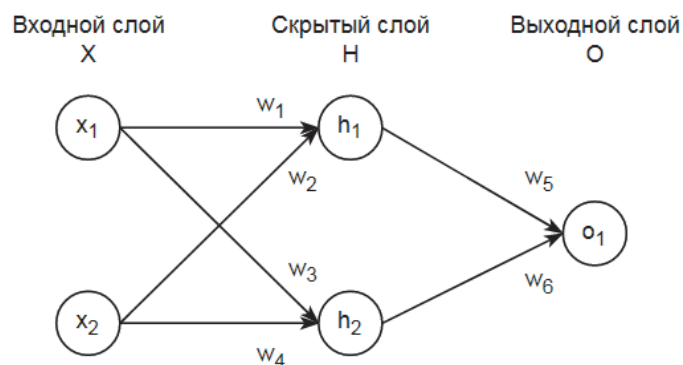 Входной слой Скрытый слой Выходной слой
X H O
w1
x1 h1
w2
w5
o1
w3
w6
x2 h2
w4